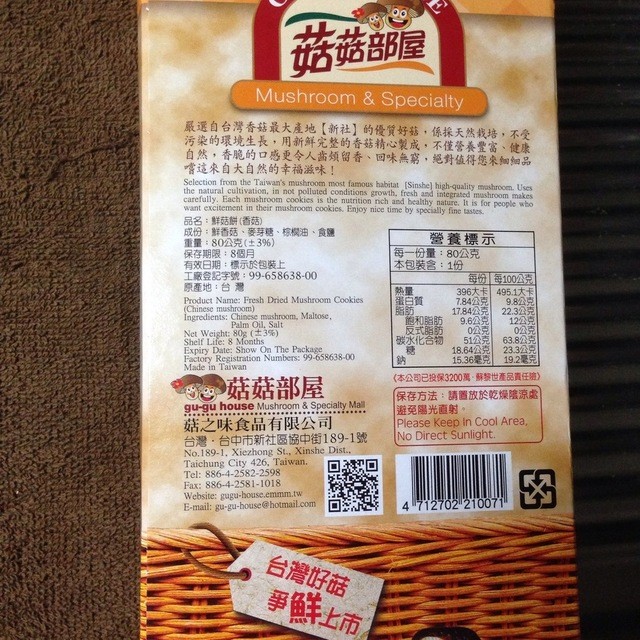 菇菇部屋
Mushroom & Specialty
嚴選自台灣香菇最大產地【新社】的優質好菇，係採天然栽培，不受
污染的環境生長，用新鮮完整的香菇精心製成，不僅營養豐富、健康
自然，香脆的口感更令人齒頰留香、回味無窮，絕對值得您來細細品
嚐這來自大自然的幸福滋味！
Selection from the Taiwan's mushroom most famous habitat [Sinshe] high-quality mushroom. Uses
the natural cultivation, in not polluted conditions growth, fresh and integrated mushroom makes
carefully. Each mushroom cookies is the nutrition rich and healthy nature. It is for people who
want excitement in their mushroom cookies. Enjoy nice time by specially fine tastes.
品名：鮮菇餅(香菇)
成份：鮮香菇、麥芽糖、棕櫚油、食鹽
重量：80公克(±3%)
保存期限：8個月
有效日期：標示於包裝上
工廠登記字號：99-658638-00
原產地：台 灣
Product Name: Fresh Dried Mushroom Cookies
(Chinese mushroom)
Ingredients: Chinese mushroom, Maltose,
Palm Oil, Salt
Net Weight: 80g (±3%)
Shelf Life: 8 Months
Expiry Date: Show On The Package
Factory Registration Numbers: 99-658638-00
Made in Taiwan
營養標示
每一份量：80公克
本包裝含：1份
每份 每100公克
熱量 396大卡 495.1大卡
蛋白質 7.84公克 9.8公克
脂肪 17.84公克 22.3公克
飽和脂肪 9.6公克 12公克
反式脂肪 0公克 0公克
碳水化合物 51公克 63.8公克
糖 18.64公克 23.3公克
鈉 15.36毫克 19.2毫克
《本公司已投保3200萬．蘇黎世產品責任險》
保存方法：請置放於乾燥陰涼處
避免陽光直射。
Please Keep In Cool Area,
No Direct Sunlight.
菇菇部屋
gu-gu house Mushroom & Specialty Mall
菇之味食品有限公司
台灣．台中市新社區協中街189-1號
No.189-1, Xiezhong St., Xinshe Dist.,
Taichung City 426, Taiwan.
Tel: 886-4-2582-2598
Fax: 886-4-2581-1018
Website: gugu-house.emmm.tw
E-mail: gu-gu-house@hotmail.com
4 712702 210071
台灣好菇
爭鮮上市